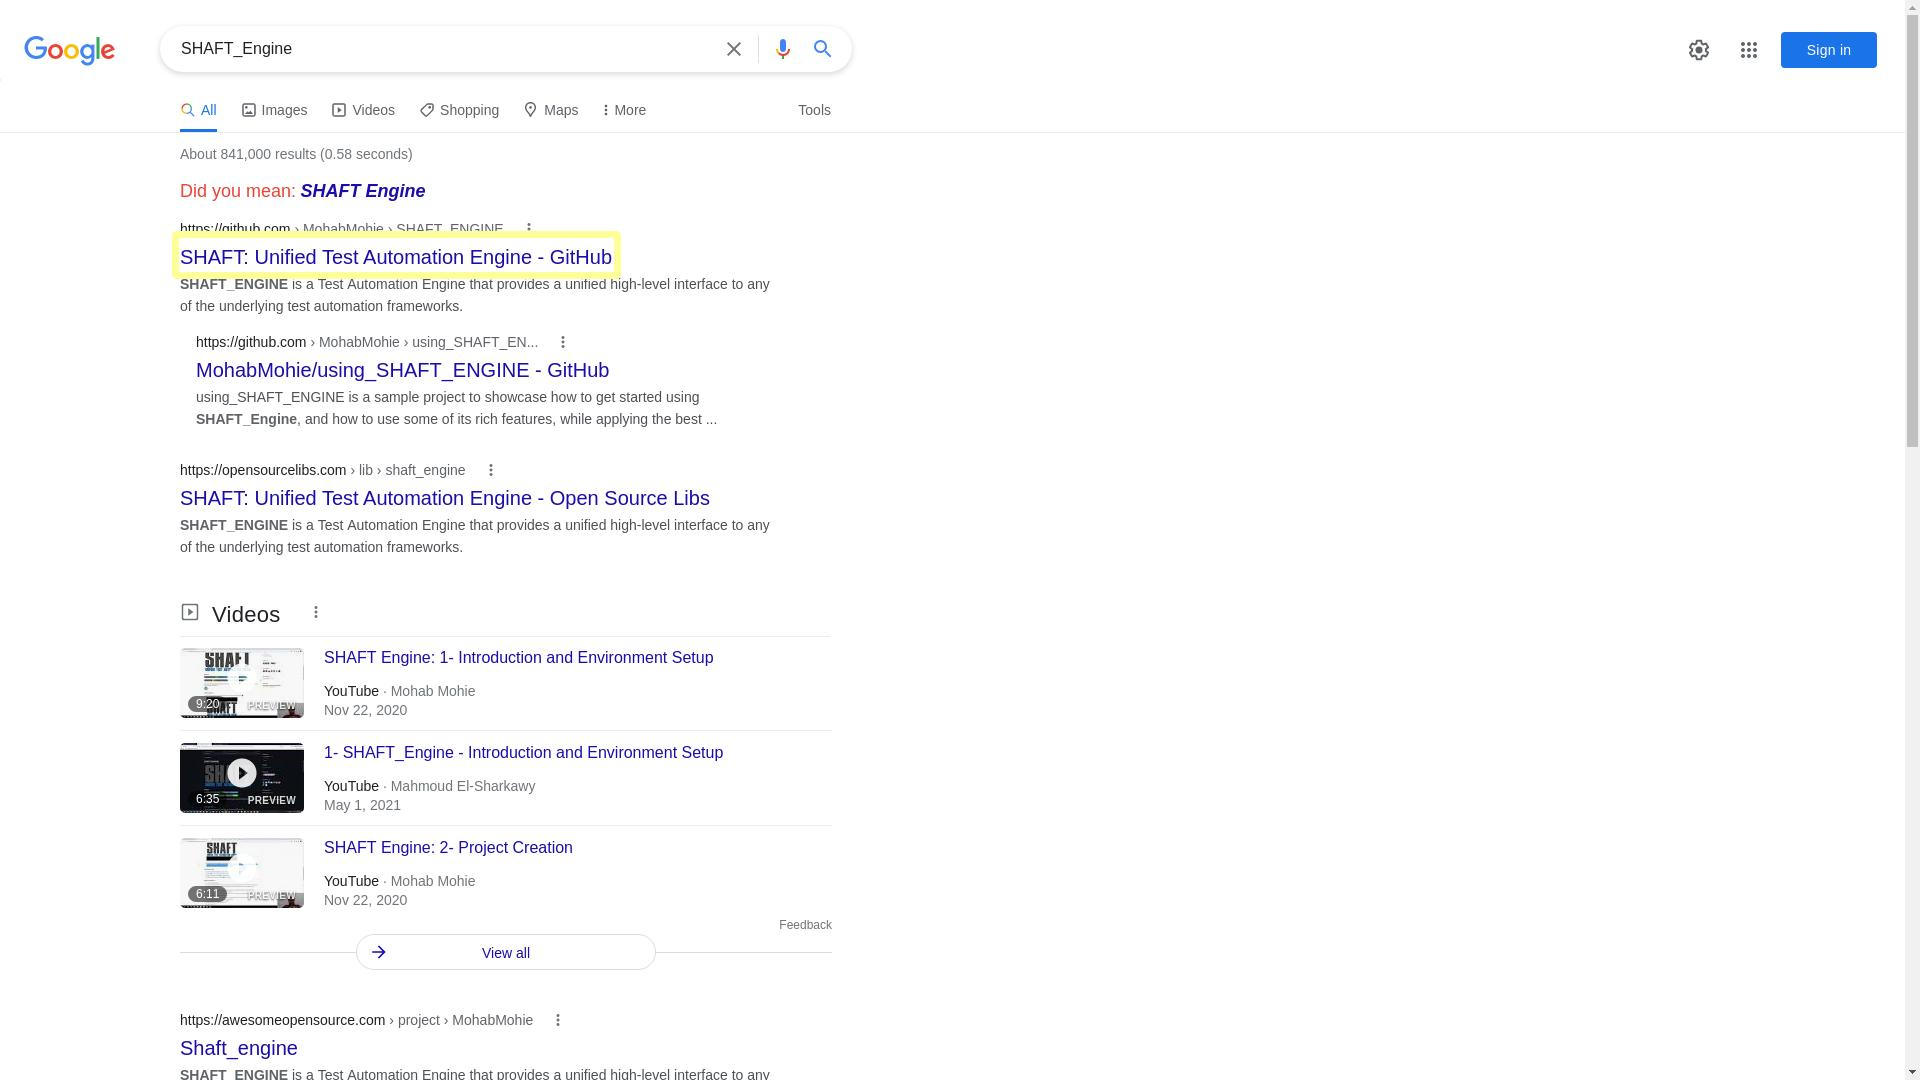 Google
SHAFT_Engine
Sign in
All
Images
Videos
Shopping
Maps
More
Tools
About 841,000 results (0.58 seconds)
Did you mean: SHAFT Engine
https://github.com › MohabMohie › SHAFT_ENGINE
SHAFT: Unified Test Automation Engine - GitHub
SHAFT_ENGINE is a Test Automation Engine that provides a unified high-level interface to any
of the underlying test automation frameworks.
https://github.com › MohabMohie › using_SHAFT_EN...
MohabMohie/using_SHAFT_ENGINE - GitHub
using_SHAFT_ENGINE is a sample project to showcase how to get started using
SHAFT_Engine, and how to use some of its rich features, while applying the best ...
https://opensourcelibs.com › lib › shaft_engine
SHAFT: Unified Test Automation Engine - Open Source Libs
SHAFT_ENGINE is a Test Automation Engine that provides a unified high-level interface to any
of the underlying test automation frameworks.
Videos
SHAFT
9:20
PREVIEW
SHAFT Engine: 1- Introduction and Environment Setup
YouTube · Mohab Mohie
Nov 22, 2020
6:35
PREVIEW
1- SHAFT_Engine - Introduction and Environment Setup
YouTube · Mahmoud El-Sharkawy
May 1, 2021
SHAFT
6:11
PREVIEW
SHAFT Engine: 2- Project Creation
YouTube · Mohab Mohie
Nov 22, 2020
Feedback
View all
https://awesomeopensource.com › project › MohabMohie
Shaft_engine
SHAFT_ENGINE is a Test Automation Engine that provides a unified high-level interface to any